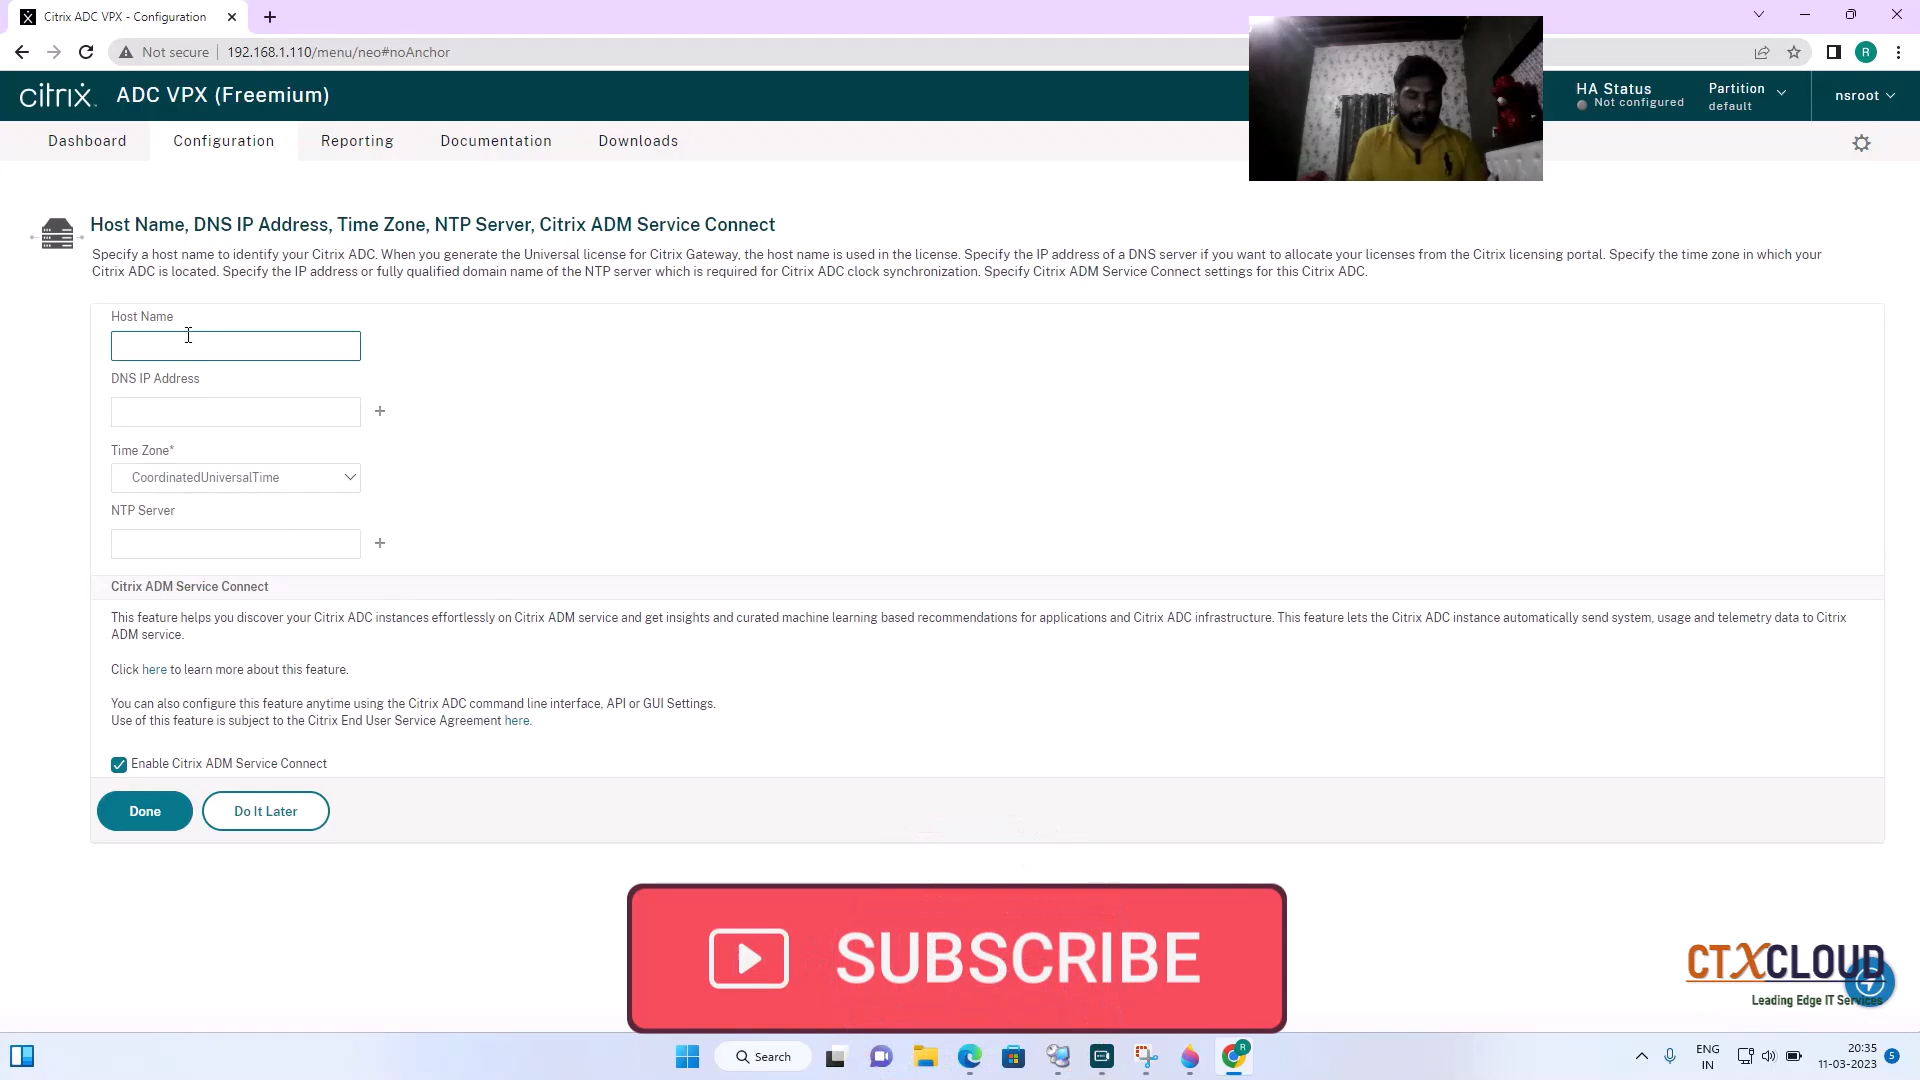 Citrix ADC VPX - Configuration
Not secure
192.168.1.110/menu/neo#noAnchor
R
citrix
ADC VPX (Freemium)
HA Status
Not configured
Partition
default
nsroot
Dashboard
Configuration
Reporting
Documentation
Downloads
Host Name, DNS IP Address, Time Zone, NTP Server, Citrix ADM Service Connect
Specify a host name to identify your Citrix ADC. When you generate the Universal license for Citrix Gateway, the host name is used in the license. Specify the IP address of a DNS server if you want to allocate your licenses from the Citrix licensing portal. Specify the time zone in which your
Citrix ADC is located. Specify the IP address or fully qualified domain name of the NTP server which is required for Citrix ADC clock synchronization. Specify Citrix ADM Service Connect settings for this Citrix ADC.
Host Name
DNS IP Address
Time Zone*
CoordinatedUniversalTime
NTP Server
Citrix ADM Service Connect
This feature helps you discover your Citrix ADC instances effortlessly on Citrix ADM service and get insights and curated machine learning based recommendations for applications and Citrix ADC infrastructure. This feature lets the Citrix ADC instance automatically send system, usage and telemetry data to Citrix
ADM service.
Click here to learn more about this feature.
You can also configure this feature anytime using the Citrix ADC command line interface, API or GUI Settings.
Use of this feature is subject to the Citrix End User Service Agreement here.
Enable Citrix ADM Service Connect
Done
Do It Later
SUBSCRIBE
CTXCLOUD
Leading Edge IT Services
Search
R
ENG
IN
20:35
11-03-2023
5